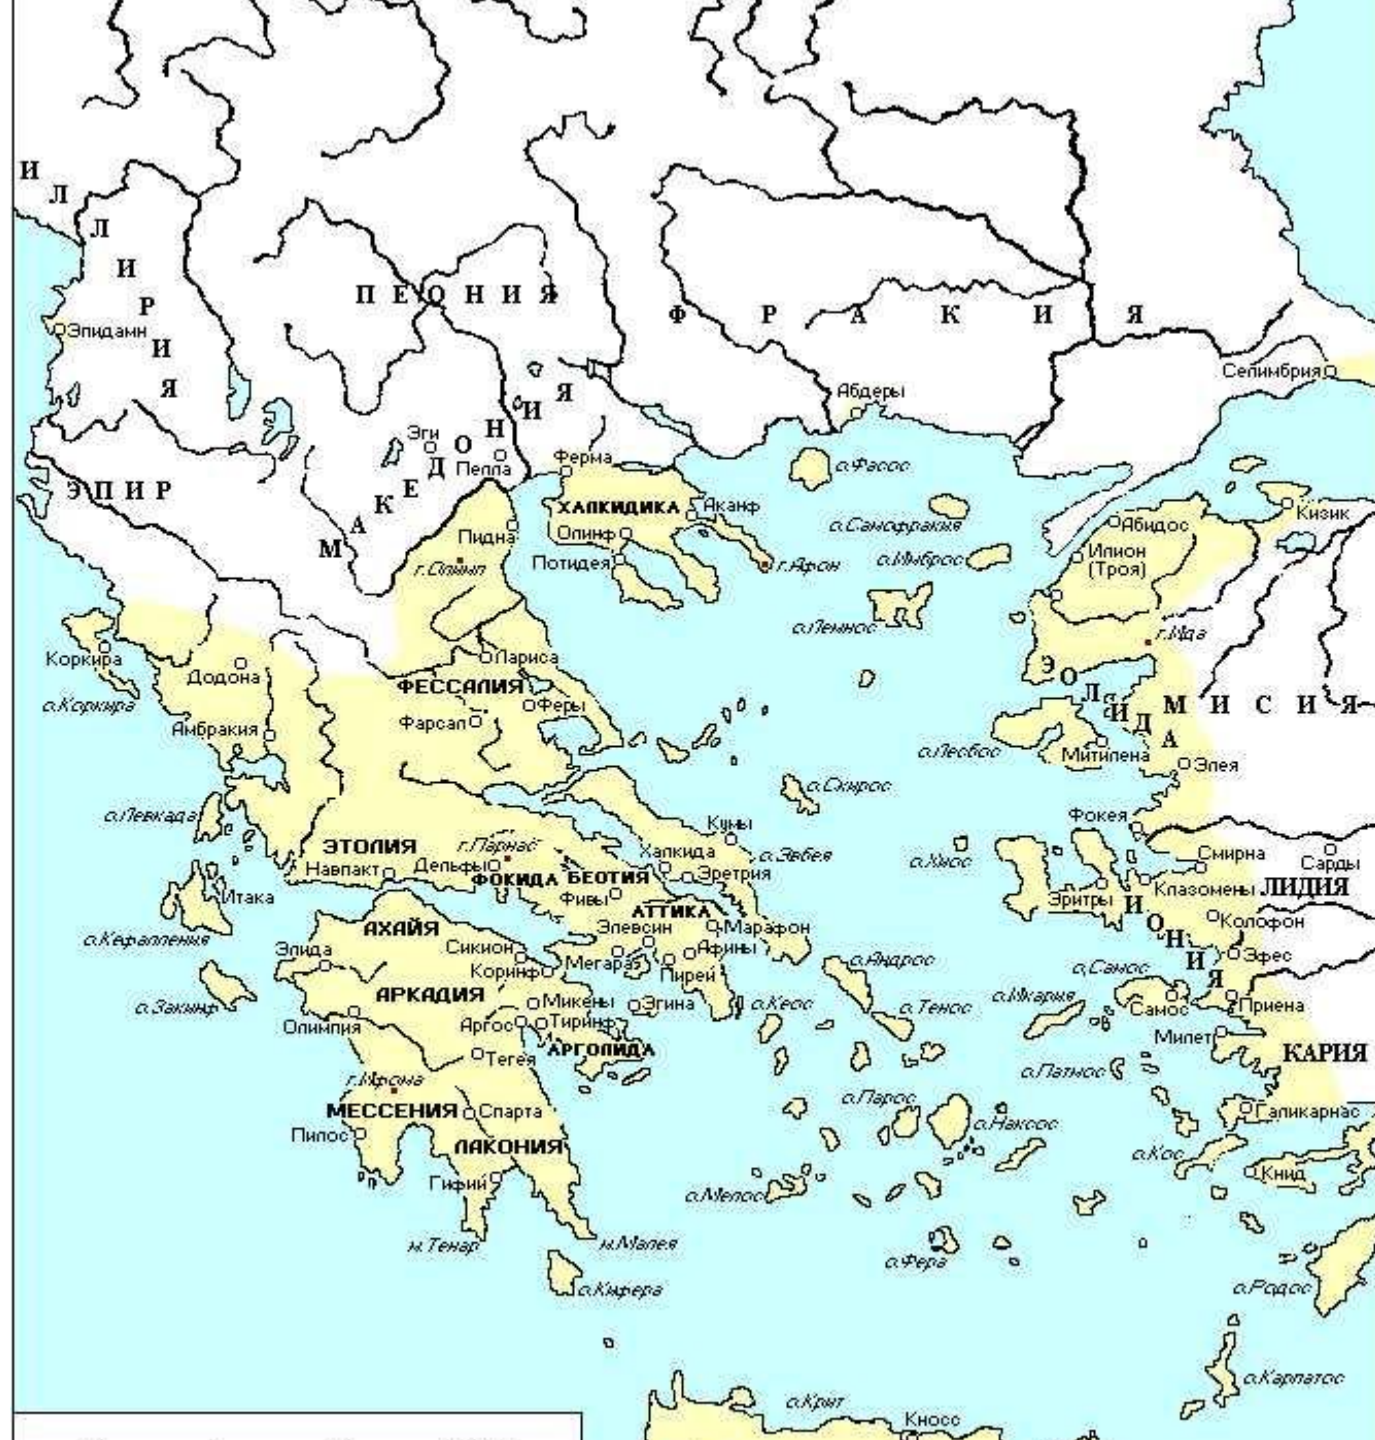 ИЛЛИРИЯ
ПЕОНИЯ
ФРАКИЯ
Эпидамн
Селимбрия
Абдеры
МАКЕДОНИЯ
Эги
Пелла
Ферма
о.Фасос
ЭПИР
ХАЛКИДИКА
Аканф
о.Самофракия
Абидос
Кизик
Пидна
Олинф
г.Олимп
Потидея
г.Афон
о.Имброс
Илион
(Троя)
о.Лемнос
г.Ида
Коркира
Додона
Лариса
ФЕССАЛИЯ
ЭОЛИДА
МИСИЯ
о.Коркира
Феры
Фарсал
Амбракия
о.Лесбос
Митилена
Элея
о.Скирос
о.Левкада
Кумы
Фокея
ЭТОЛИЯ
г.Парнас
Халкида
о.Эвбея
о.Хиос
Смирна
Сарды
Навпакт
Дельфы
ФОКИДА
БЕОТИЯ
Эретрия
Клазомены
ЛИДИЯ
Итака
Фивы
Эритры
АТТИКА
ИОНИЯ
Колофон
АХАЙЯ
Элевсин
Марафон
о.Кефалления
Элида
Сикион
Афины
Эфес
Мегара
Коринф
Пирей
о.Андрос
о.Самос
АРКАДИЯ
Микены
Эгина
о.Кеос
о.Тенос
о.Икария
Самос
Приена
о.Закинф
Олимпия
Аргос
Тиринф
Милет
АРГОЛИДА
КАРИЯ
Тегея
о.Патмос
г.Ифома
о.Парос
МЕССЕНИЯ
Спарта
о.Наксос
Галикарнас
Пилос
ЛАКОНИЯ
о.Кос
Гифий
Книд
о.Мелос
м.Тенар
м.Малея
о.Фера
о.Кифера
о.Родос
о.Карпатос
о.Крит
Кносс